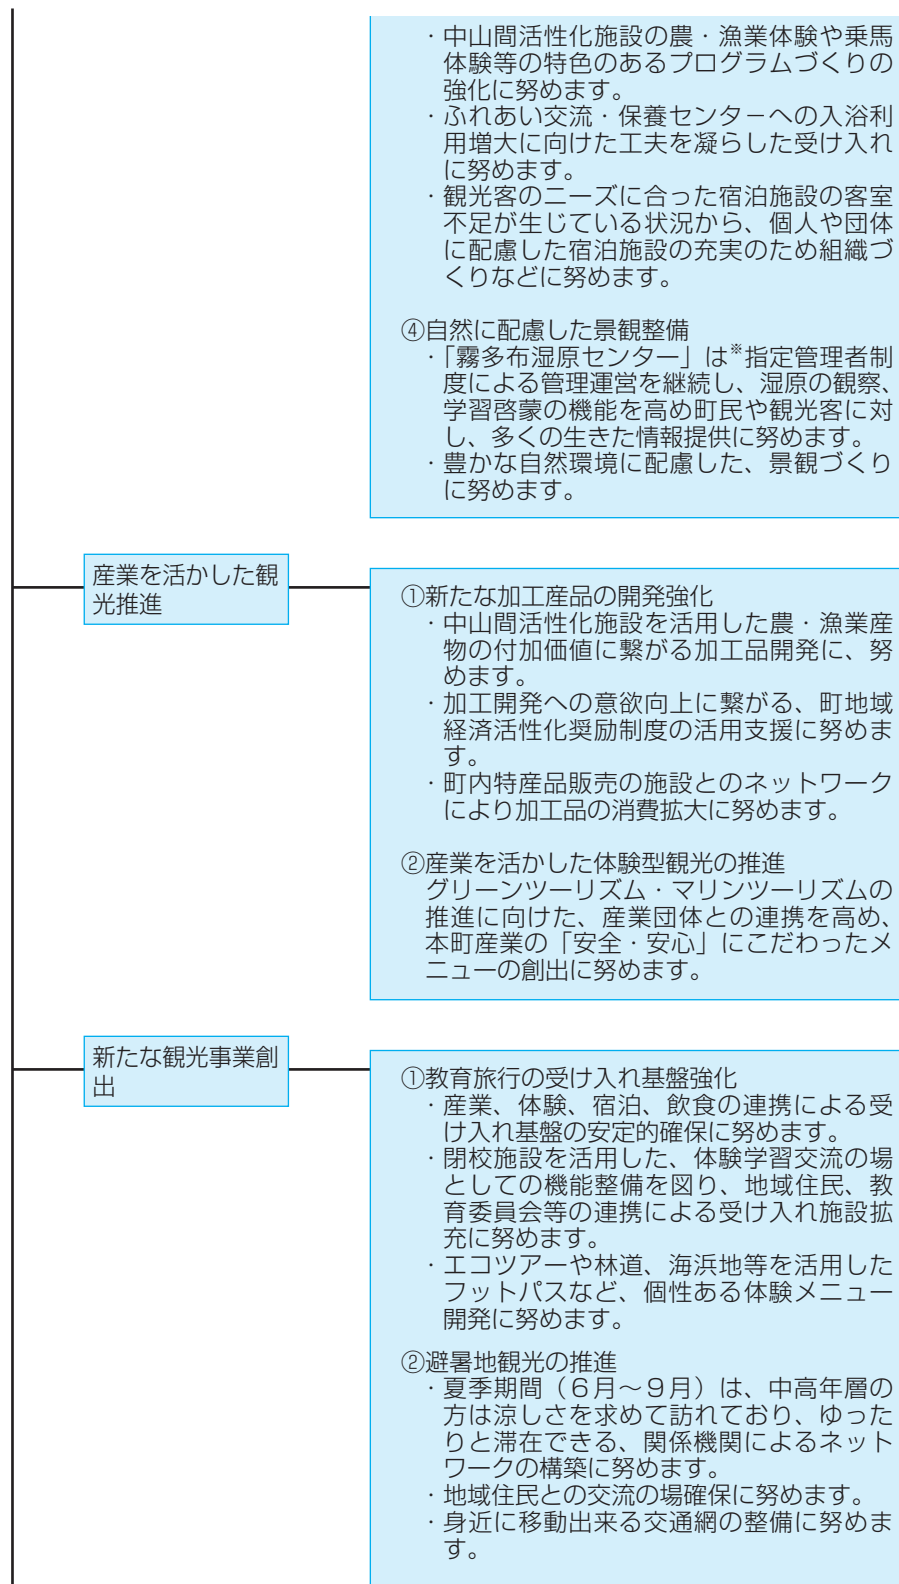 ・中山間活性化施設の農・漁業体験や乗馬
体験等の特色のあるプログラムづくりの
強化に努めます。
・ふれあい交流・保養センターへの入浴利
用増大に向けた工夫を凝らした受け入れ
に努めます。
・観光客のニーズに合った宿泊施設の客室
不足が生じている状況から、個人や団体
に配慮した宿泊施設の充実のため組織づ
くりなどに努めます。
④自然に配慮した景観整備
・「霧多布湿原センター」は※指定管理者制
度による管理運営を継続し、湿原の観察、
学習啓蒙の機能を高め町民や観光客に対
し、多くの生きた情報提供に努めます。
・豊かな自然環境に配慮した、景観づくり
に努めます。
産業を活かした観
光推進
①新たな加工産品の開発強化
・中山間活性化施設を活用した農・漁業産
物の付加価値に繋がる加工品開発に、努
めます。
・加工開発への意欲向上に繋がる、町地域
経済活性化奨励制度の活用支援に努めま
す。
・町内特産品販売の施設とのネットワーク
により加工品の消費拡大に努めます。
②産業を活かした体験型観光の推進
グリーンツーリズム・マリンツーリズムの
推進に向けた、産業団体との連携を高め、
本町産業の「安全・安心」にこだわったメ
ニューの創出に努めます。
新たな観光事業創
出
①教育旅行の受け入れ基盤強化
・産業、体験、宿泊、飲食の連携による受
け入れ基盤の安定的確保に努めます。
・閉校施設を活用した、体験学習交流の場
としての機能整備を図り、地域住民、教
育委員会等の連携による受け入れ施設拡
充に努めます。
・エコツアーや林道、海浜地等を活用した
フットパスなど、個性ある体験メニュー
開発に努めます。
②避暑地観光の推進
・夏季期間（６月～９月）は、中高年層の
方は涼しさを求めて訪れており、ゆった
りと滞在できる、関係機関によるネット
ワークの構築に努めます。
・地域住民との交流の場確保に努めます。
・身近に移動出来る交通網の整備に努めま
す。